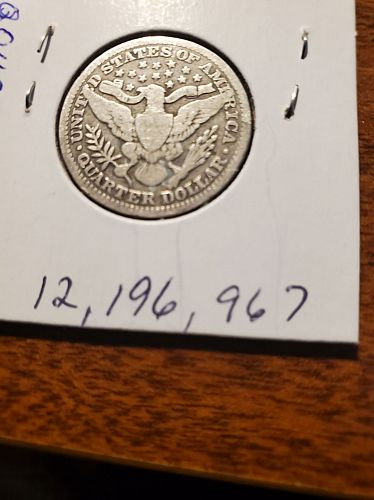 UNITED STATES OF AMERICA
· QUARTER DOLLAR ·
12,196,967